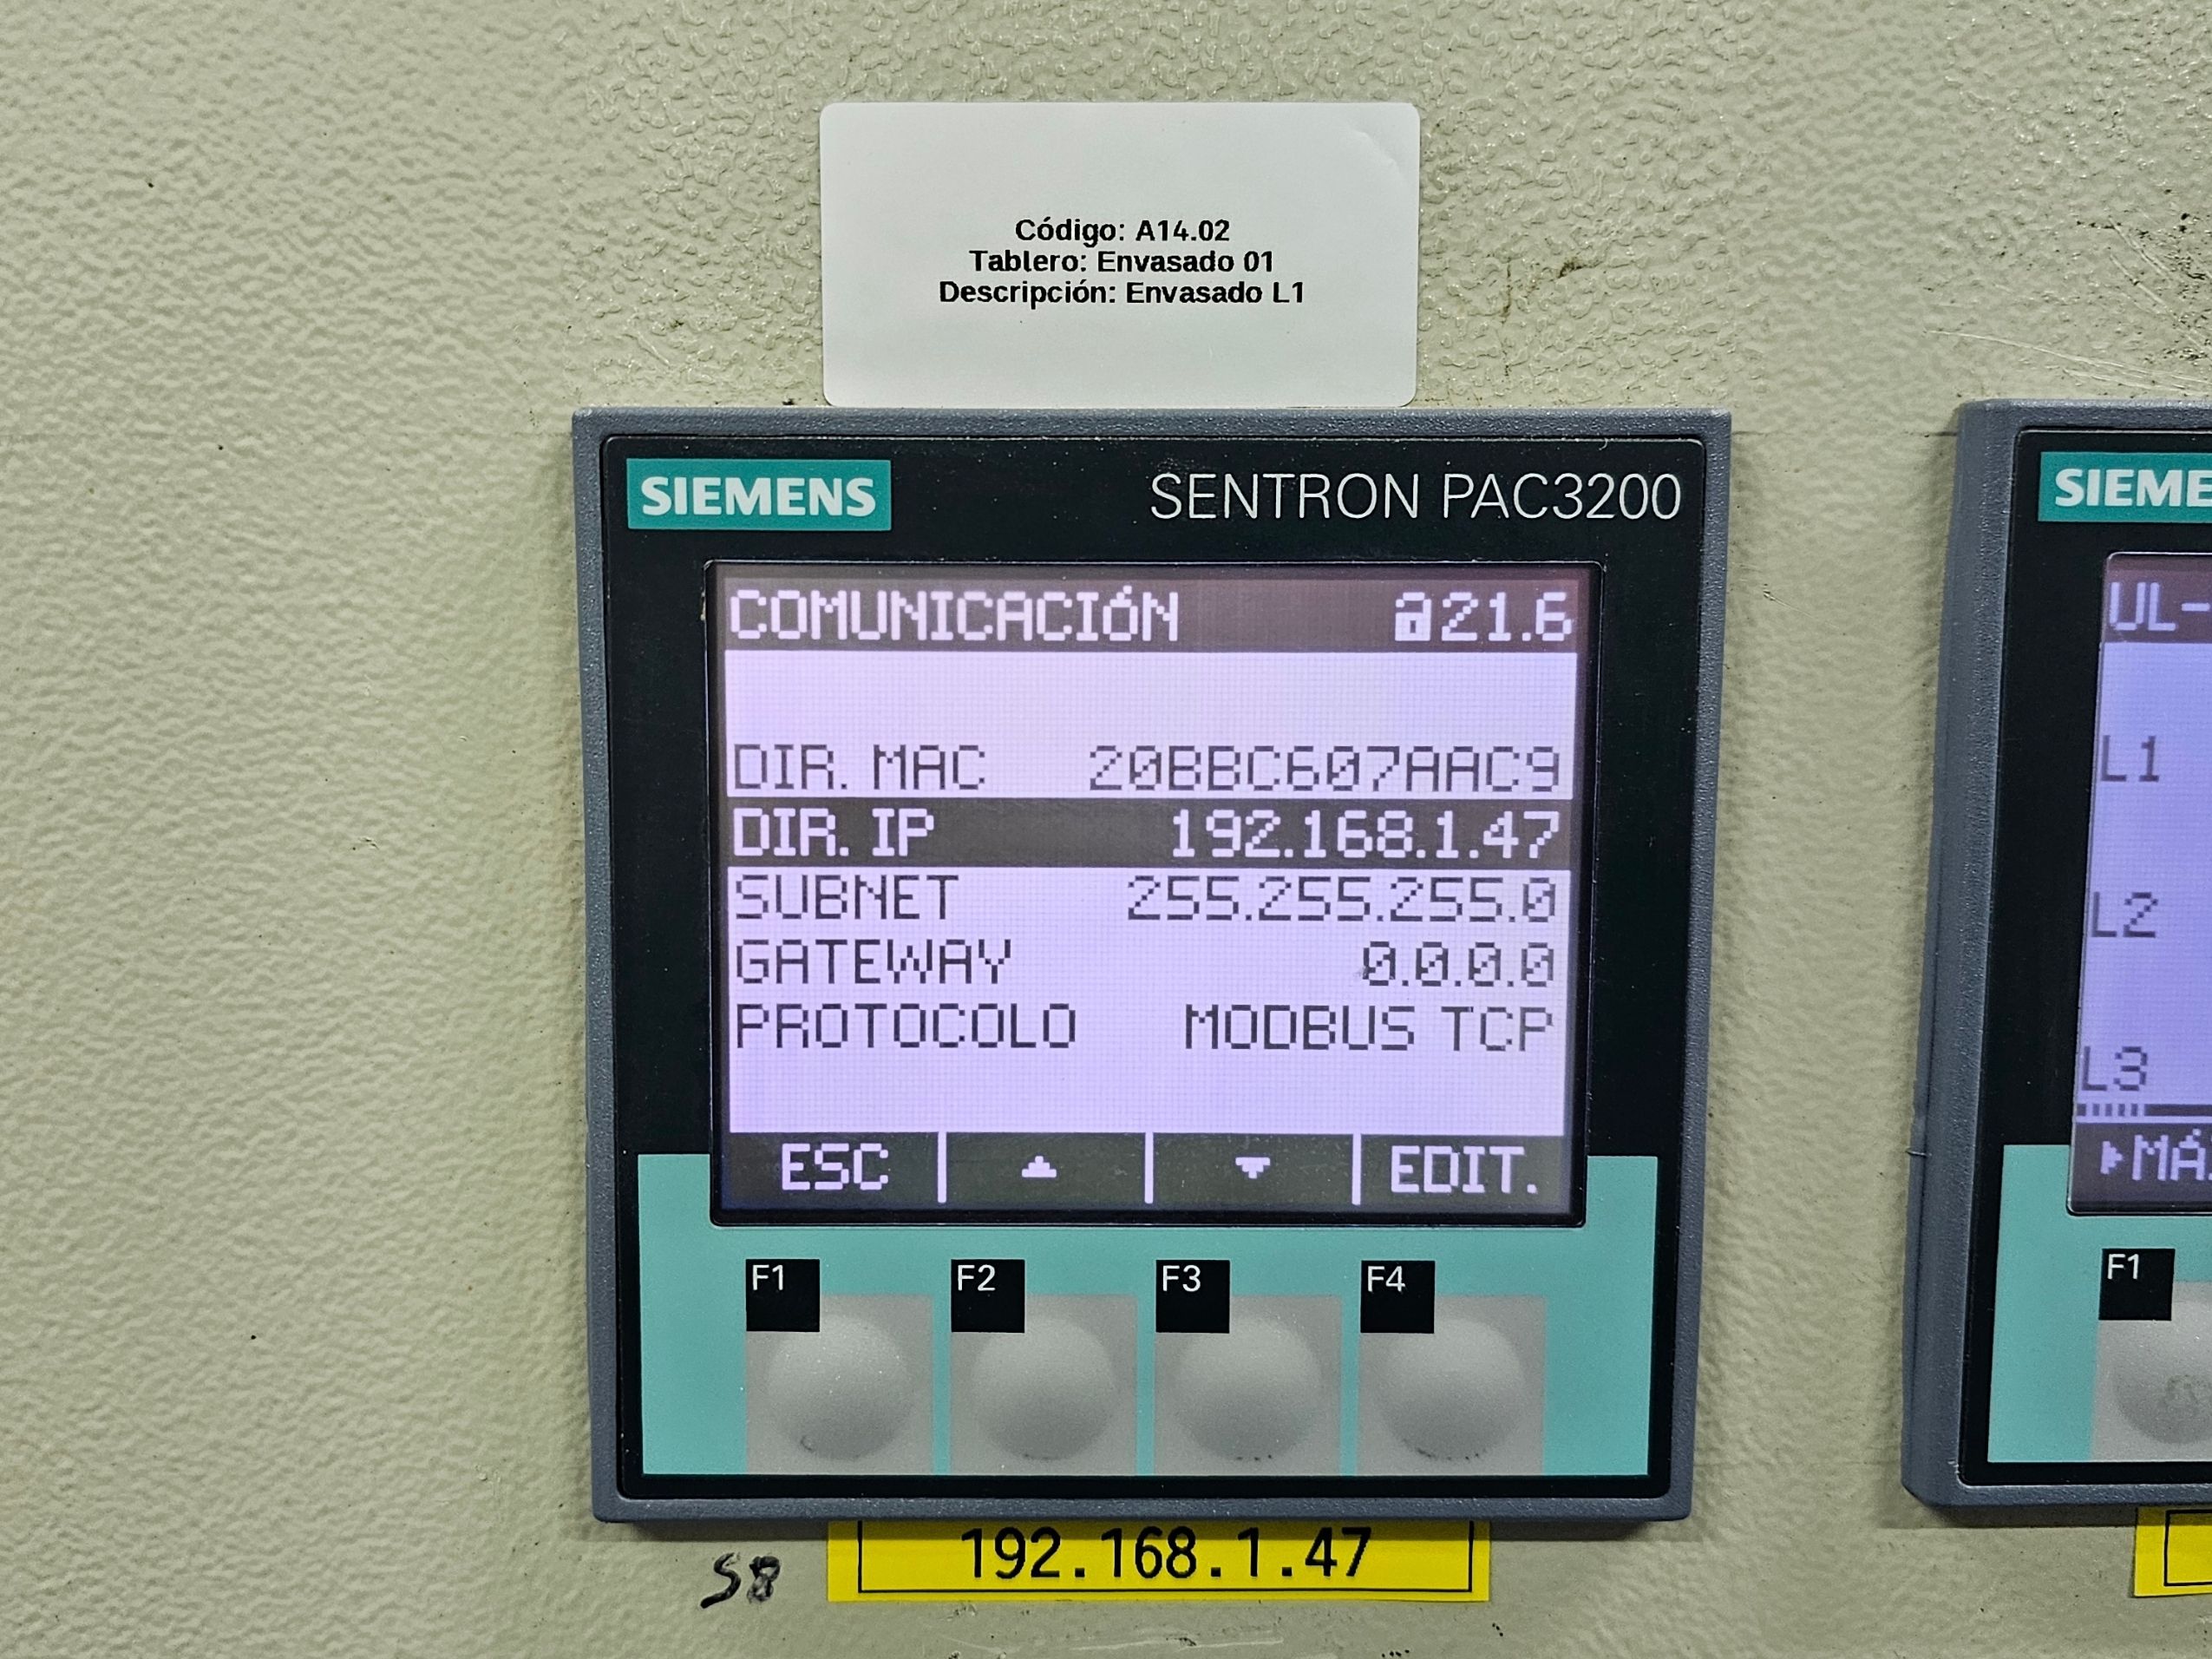 Código: A14.02
Tablero: Envasado 01
Descripción: Envasado L1
SIEMENS
SENTRON PAC3200
COMUNICACIÓN 21.6
DIR. MAC 20BBC607AAC9
DIR. IP 192.168.1.47
SUBNET 255.255.255.0
GATEWAY 0.0.0.0
PROTOCOLO MODBUS TCP
ESC EDIT.
F1 F2 F3 F4
192.168.1.47
SIEME
UL-
L1
L2
L3
MÁ
F1